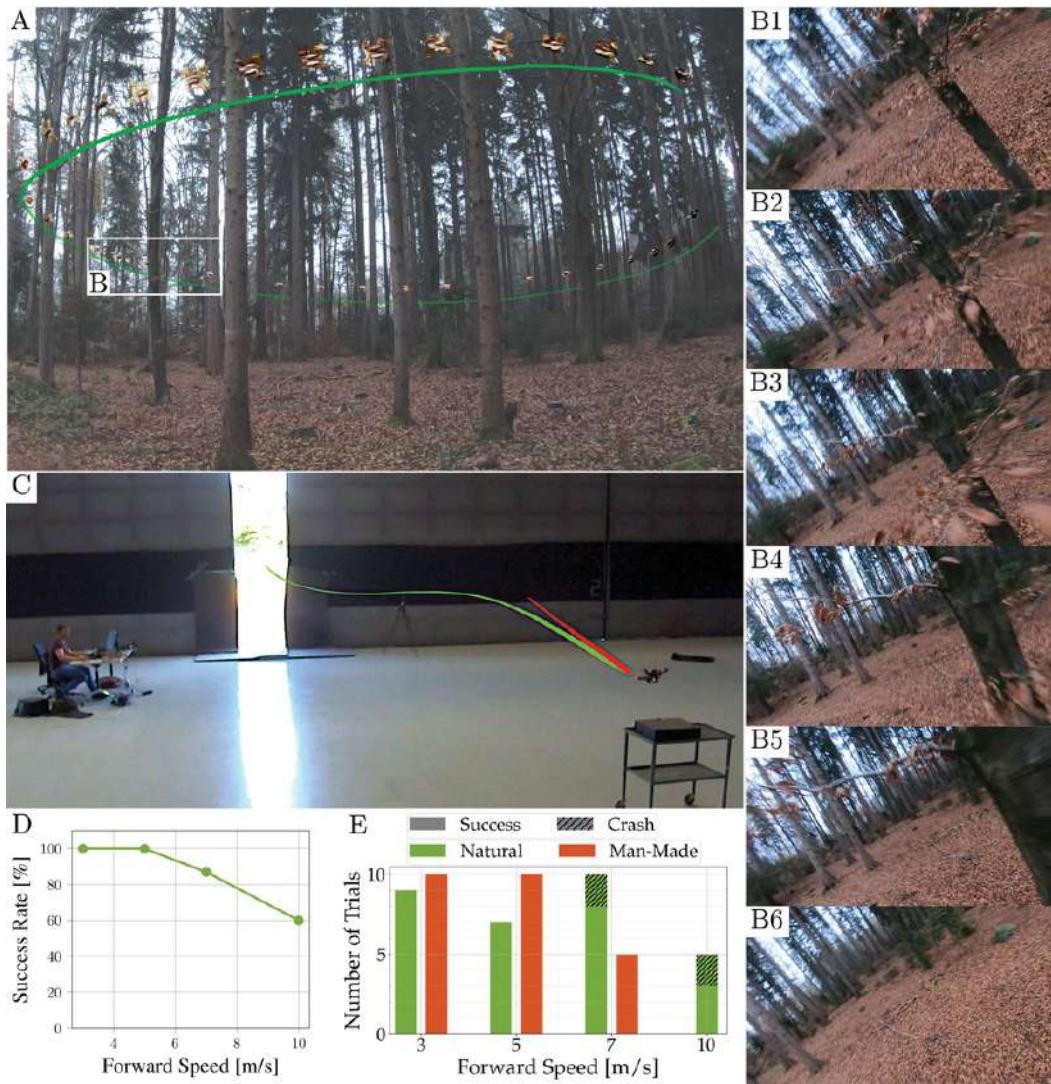 A
B
B1
B2
B3
B4
B5
B6
C
D
Success Rate [%]
100
80
60
40
20
0
4
6
8
10
Forward Speed [m/s]
E
Success
Crash
Natural
Man-Made
Number of Trials
10
5
0
3
5
7
10
Forward Speed [m/s]